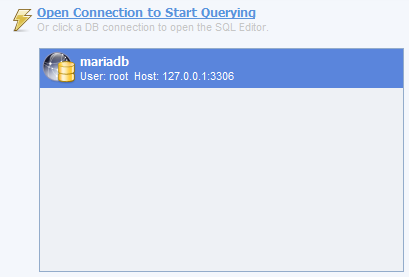 Open Connection to Start Querying
Or click a DB connection to open the SQL Editor.
mariadb
User: root Host: 127.0.0.1:3306